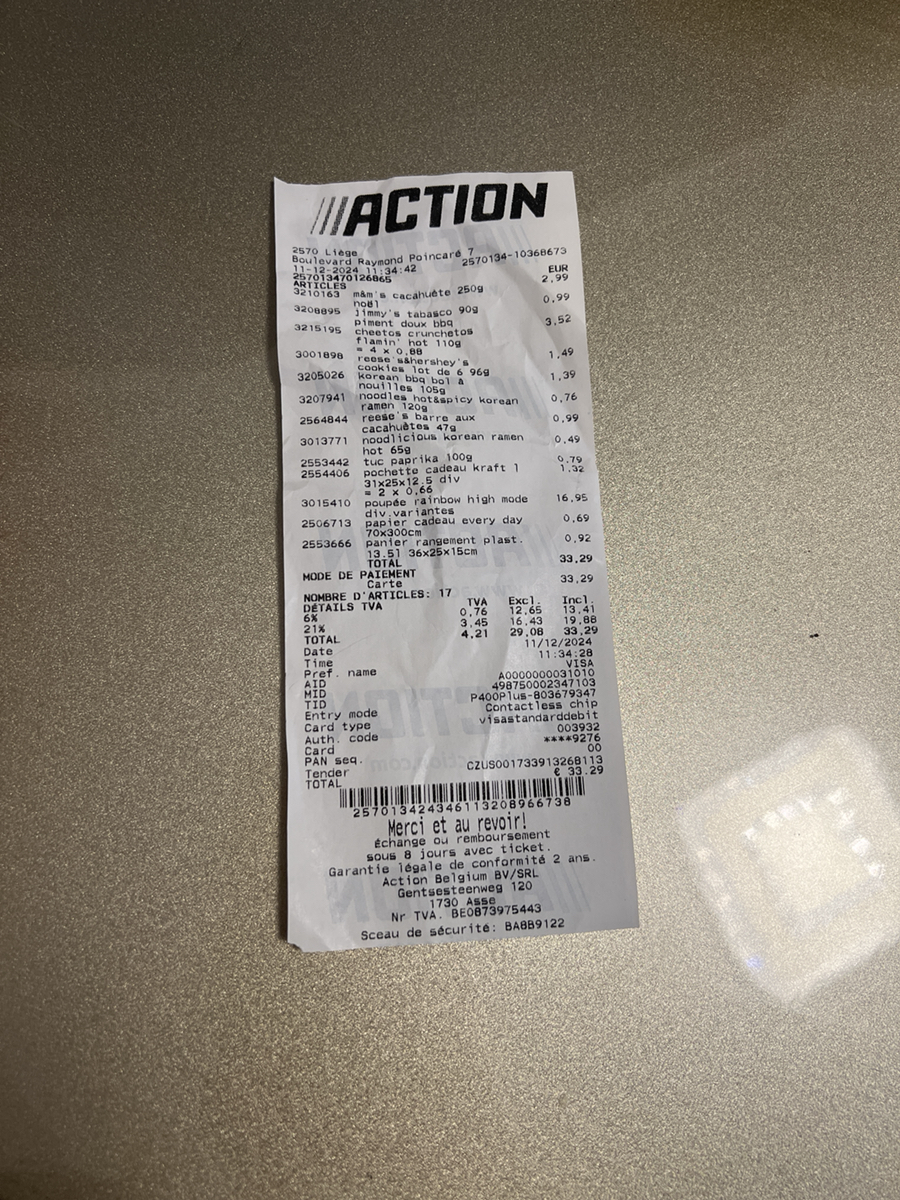 ACTION
2570 Liège
Boulevard Raymond Poincaré 7
11-12-2024 11:34:42 2570134-10368673
257013470126865 EUR
ARTICLES 2,99
3210163 m&m's cacahuète 250g
noël 0,99
3208895 Jimmy's tabasco 90g
piment doux bbq 3,52
3215195 cheetos crunchetos
flamin' hot 110g
= 4 x 0,88
3001898 reese's&hershey's 1,49
cookies lot de 6 96g
3205026 korean bbq bol à 1,39
nouilles 105g
3207941 noodles hot&spicy korean 0,76
ramen 120g
2564844 reese's barre aux 0,99
cacahuètes 47g
3013771 noodlicious korean ramen 0,49
hot 65g
2553442 tuc paprika 100g 0,79
2554406 pochette cadeau kraft l 1,32
31x25x12.5 div
= 2 x 0,66
3015410 poupée rainbow high mode 16,95
div.variantes
2506713 papier cadeau every day 0,69
70x300cm
2553666 panier rangement plast. 0,92
13.5l 36x25x15cm
TOTAL 33,29
MODE DE PAIEMENT
Carte 33,29
NOMBRE D'ARTICLES: 17
DÉTAILS TVA TVA Excl. Incl.
6% 0,76 12,65 13,41
21% 3,45 16,43 19,88
TOTAL 4,21 29,08 33,29
Date 11/12/2024
Time 11:34:28
Pref. name VISA
AID A0000000031010
MID 498750002347103
TID P400Plus-803679347
Entry mode Contactless chip
Card type visastandarddebit
Auth. code 003932
Card ****9276
PAN seq. 00
Tender CZUS001733913268113
TOTAL € 33.29
257013424346113208966738
Merci et au revoir!
échange ou remboursement
sous 8 jours avec ticket.
Garantie légale de conformité 2 ans.
Action Belgium BV/SRL
Gentsesteenweg 120
1730 Asse
Nr TVA. BE0873975443
Sceau de sécurité: BA8B9122